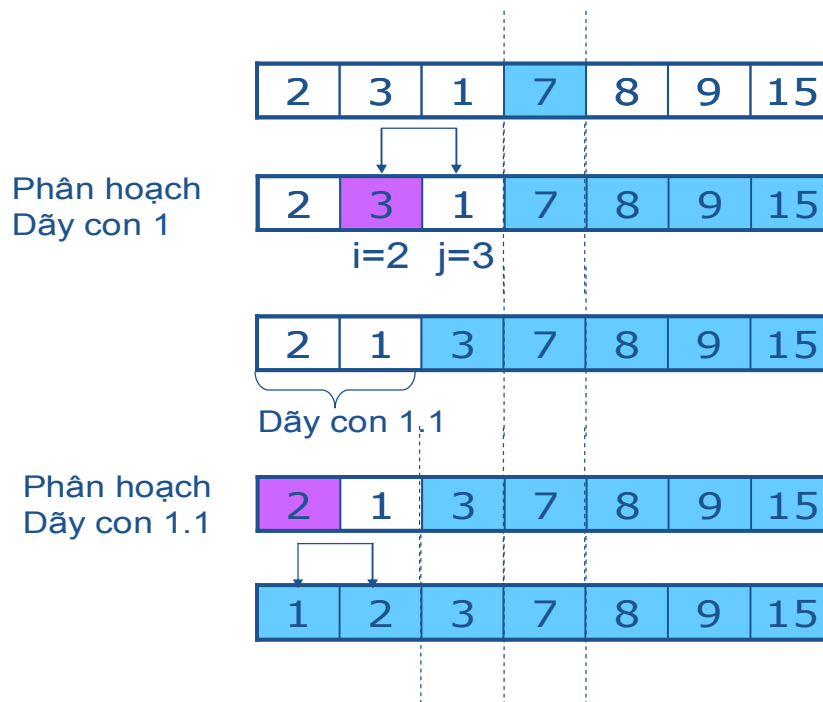 2 3 1 7 8 9 15
Phân hoạch
Dãy con 1
2 3 1 7 8 9 15
i=2 j=3
2 1 3 7 8 9 15
Dãy con 1.1
Phân hoạch
Dãy con 1.1
2 1 3 7 8 9 15
1 2 3 7 8 9 15